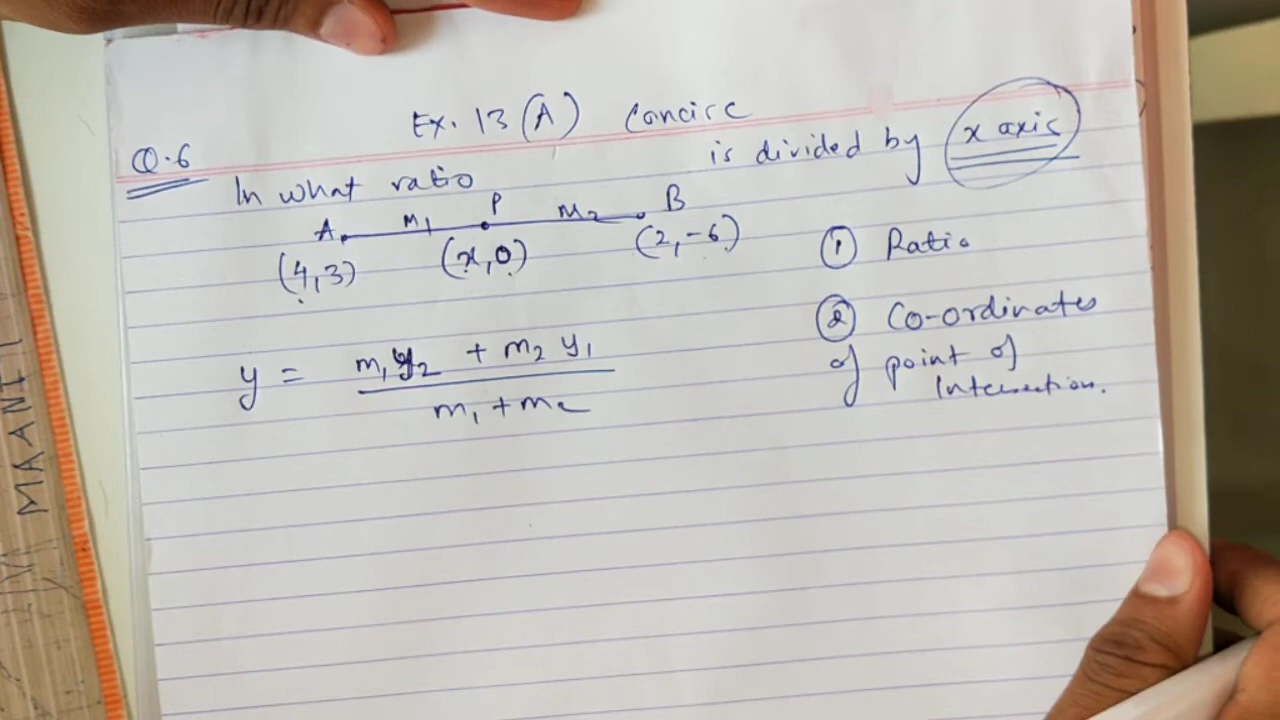 Ex. 13 (A) Concise
Q.6
In what ratio is divided by x axis
A M₁ P M₂ B
(4,3) (x,0) (2,-6)
① Ratio
② Co-ordinates
of point of
Intersection.
y = m₁y₂ + m₂y₁
m₁ + m₂
MAANE